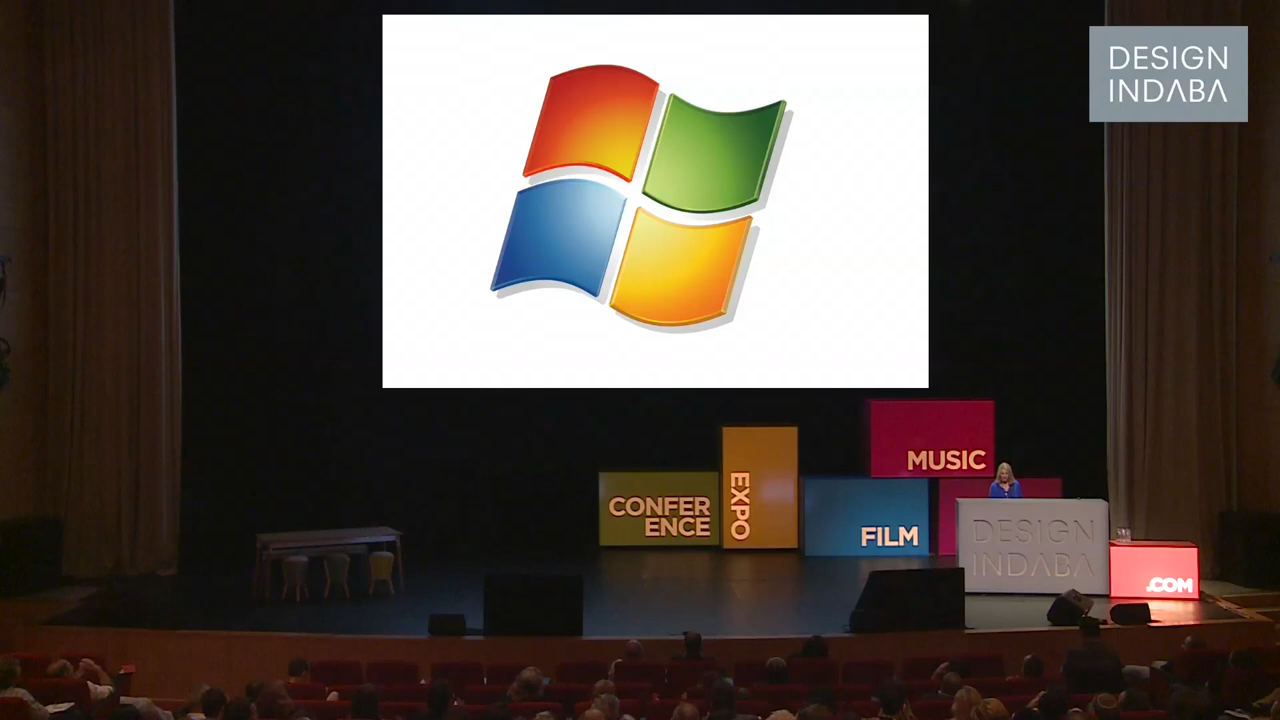 DESIGN
INDABA
MUSIC
CONFER
ENCE
EXPO
FILM
DESIGN
INDABA
.COM